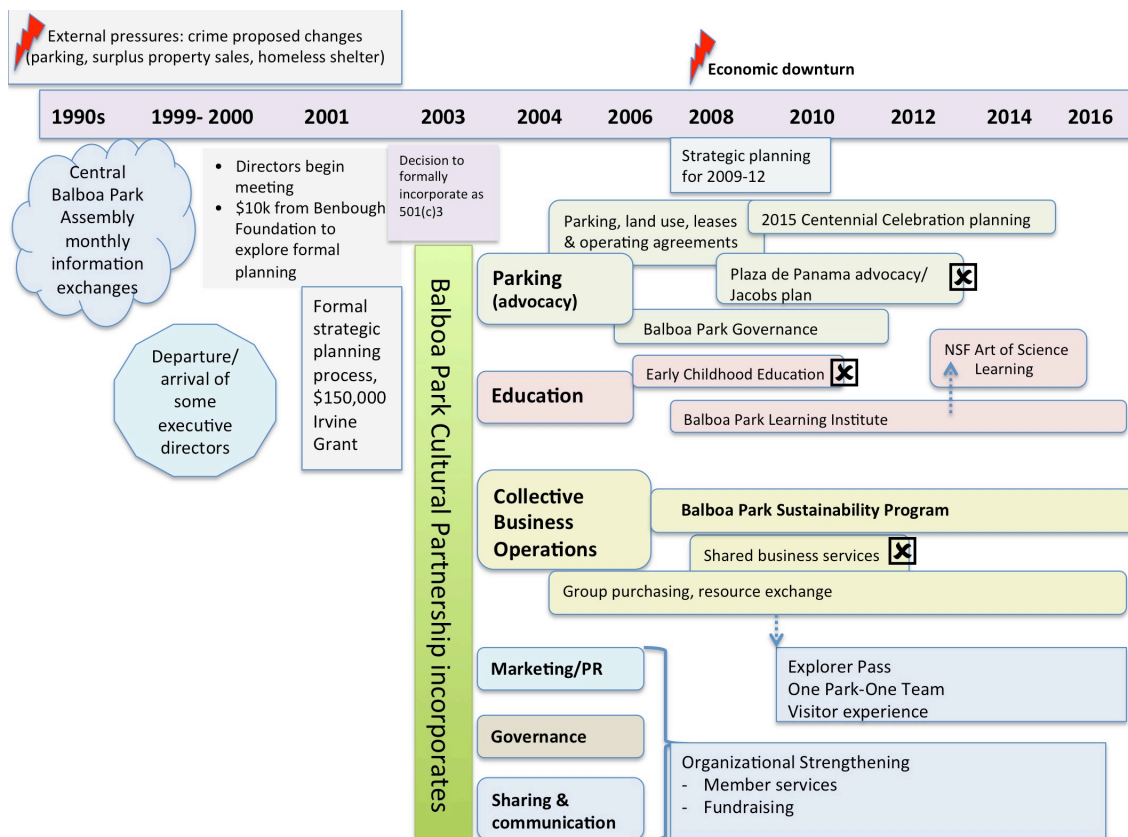 External pressures: crime proposed changes
(parking, surplus property sales, homeless shelter)
Economic downturn
1990s
1999- 2000
2001
2003
2004
2006
2008
2010
2012
2014
2016
Central
Balboa Park
Assembly
monthly
information
exchanges
• Directors begin
meeting
• $10k from Benbough
Foundation to
explore formal
planning
Decision to
formally
incorporate as
501(c)3
Strategic planning
for 2009-12
Departure/
arrival of
some
executive
directors
Formal
strategic
planning
process,
$150,000
Irvine
Grant
Balboa Park Cultural Partnership incorporates
Parking, land use, leases
& operating agreements
2015 Centennial Celebration planning
Parking
(advocacy)
Plaza de Panama advocacy/
Jacobs plan
Balboa Park Governance
Education
Early Childhood Education
NSF Art of Science
Learning
Balboa Park Learning Institute
Collective
Business
Operations
Balboa Park Sustainability Program
Shared business services
Group purchasing, resource exchange
Marketing/PR
Explorer Pass
One Park-One Team
Visitor experience
Governance
Sharing &
communication
Organizational Strengthening
- Member services
- Fundraising